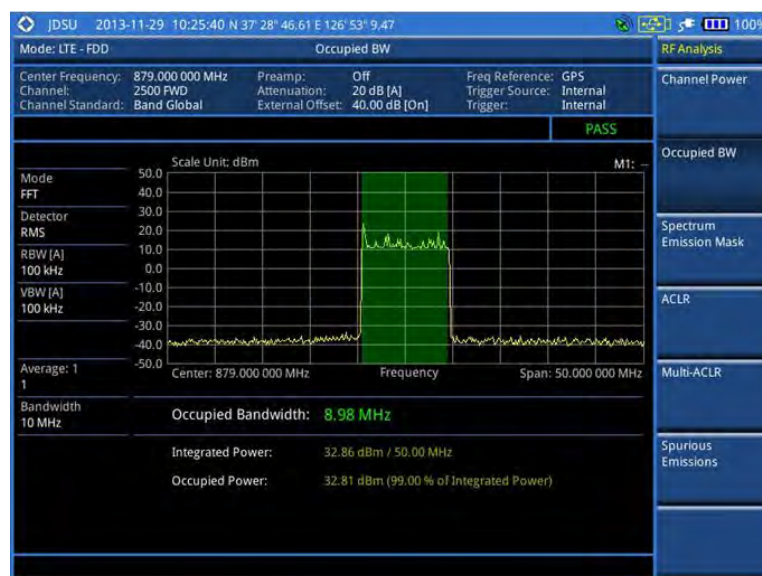 JDSU 2013-11-29 10:25:40 N 37° 28" 46.61 E 126° 53" 9.47 100%
Mode: LTE - FDD Occupied BW RF Analysis
Center Frequency: 879.000 000 MHz Preamp: Off Freq Reference: GPS
Channel: 2500 FWD Attenuation: 20 dB [A] Trigger Source: Internal
Channel Standard: Band Global External Offset: 40.00 dB [On] Trigger: Internal
PASS
Scale Unit: dBm M1: --
50.0
40.0
30.0
20.0
10.0
0.0
-10.0
-20.0
-30.0
-40.0
-50.0
Center: 879.000 000 MHz Frequency Span: 50.000 000 MHz
Mode
FFT
Detector
RMS
RBW [A]
100 kHz
VBW [A]
100 kHz
Average: 1
1
Bandwidth
10 MHz
Occupied Bandwidth: 8.98 MHz
Integrated Power: 32.86 dBm / 50.00 MHz
Occupied Power: 32.81 dBm (99.00 % of Integrated Power)
Channel Power
Occupied BW
Spectrum
Emission Mask
ACLR
Multi-ACLR
Spurious
Emissions